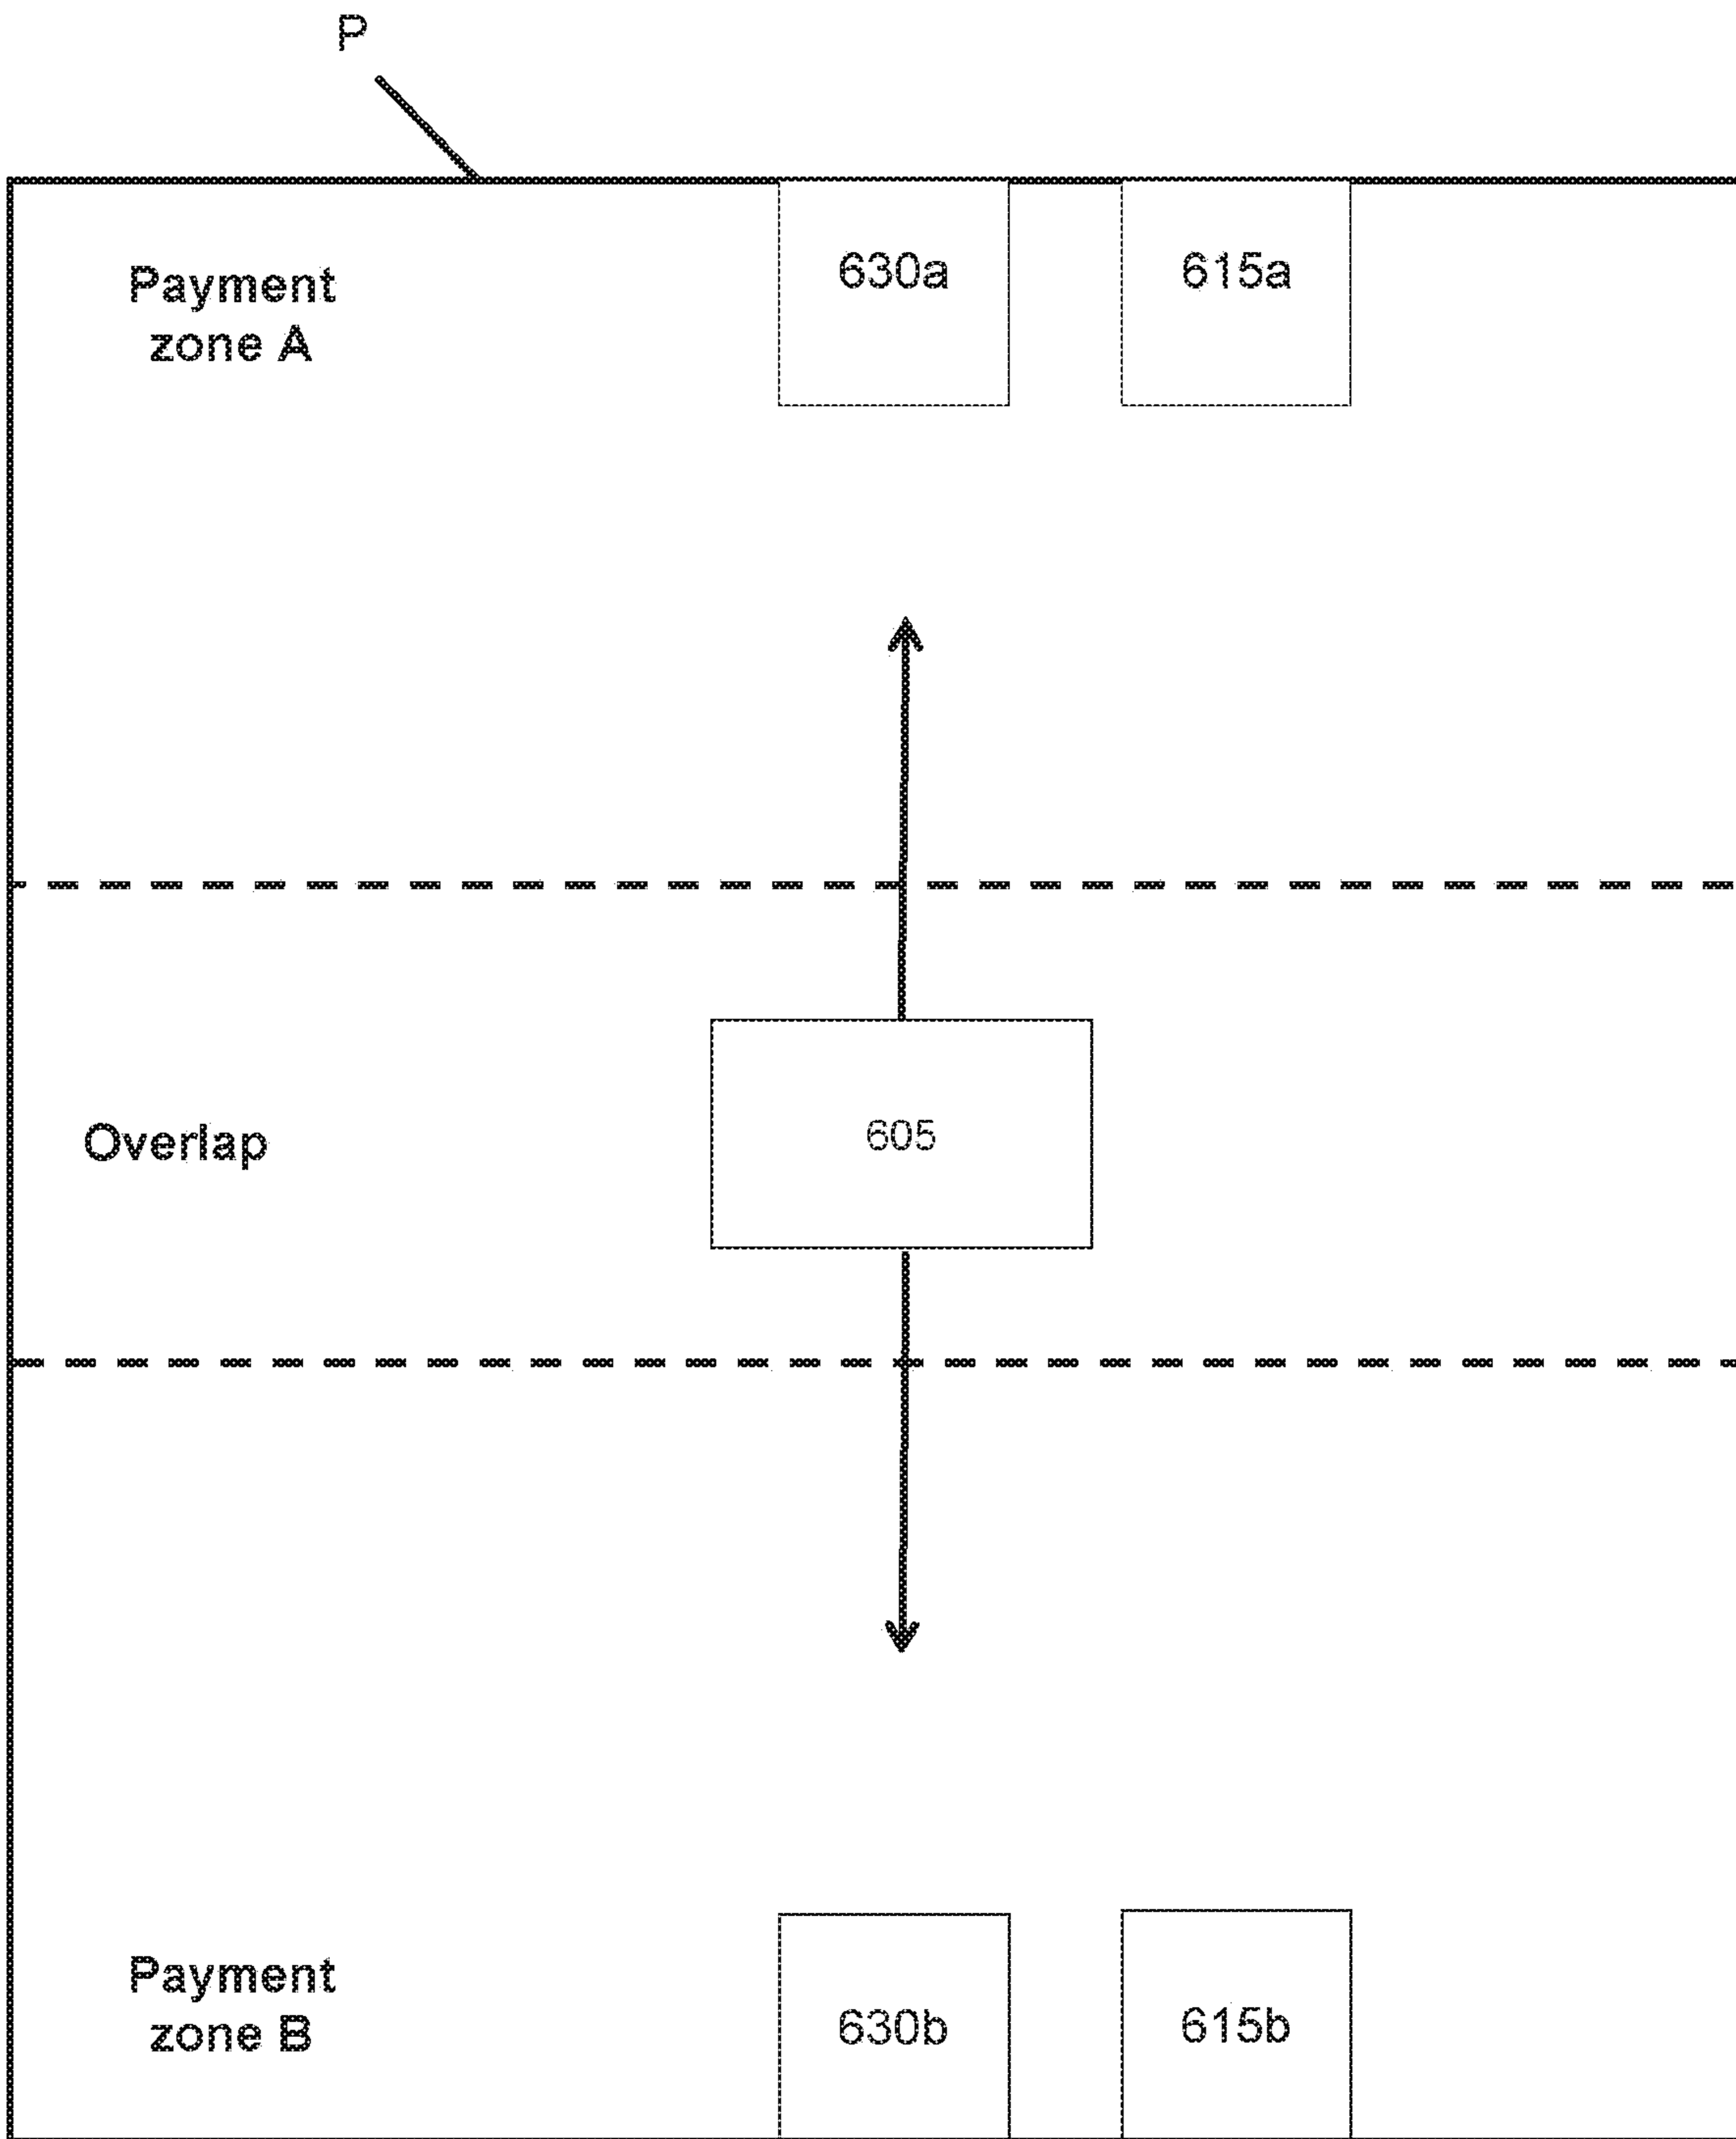 P
Payment
zone A
630a
615a
Overlap
605
Payment
zone B
630b
615b